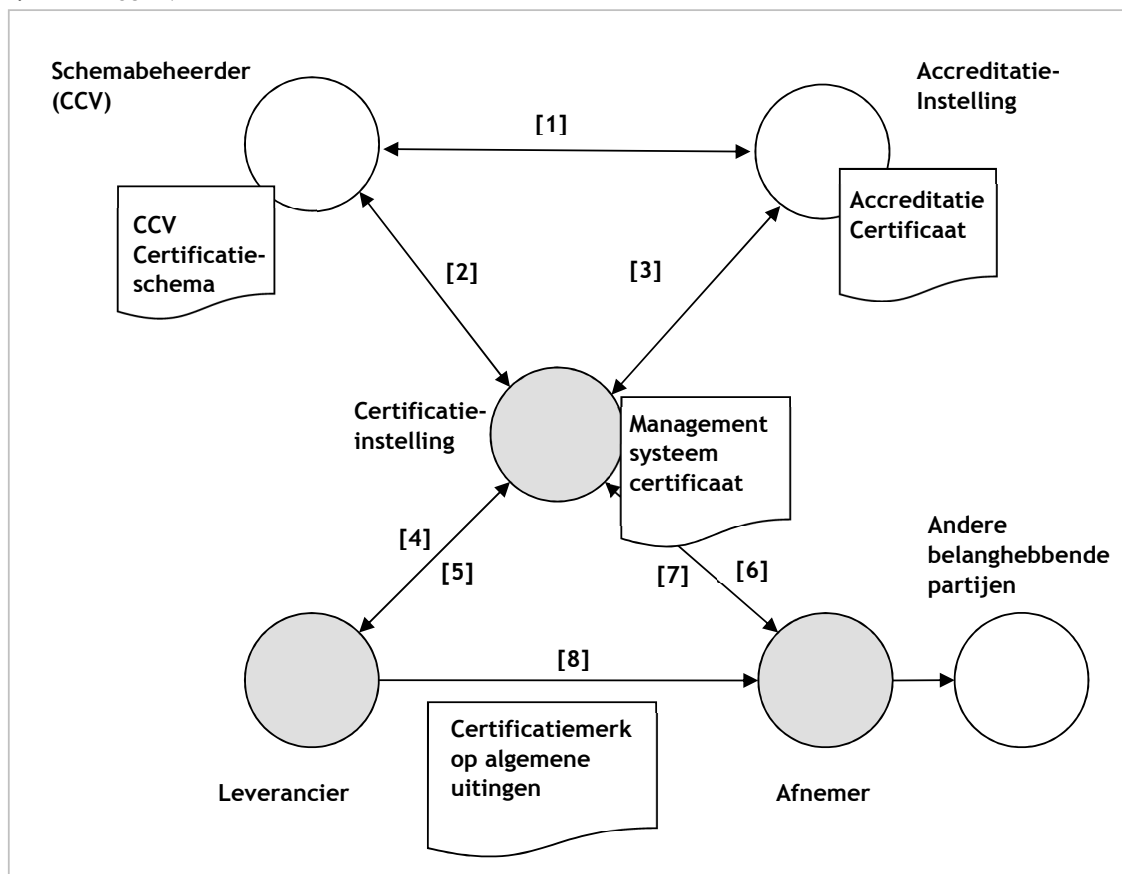 Schemabeheerder
(CCV)
Accreditatie-
Instelling
[1]
CCV
Certificatie-
schema
Accreditatie
Certificaat
[2]
[3]
Certificatie-
instelling
Management
systeem
certificaat
[4]
[5]
[7]
[6]
Andere
belanghebbende
partijen
[8]
Certificatiemerk
op algemene
uitingen
Leverancier
Afnemer